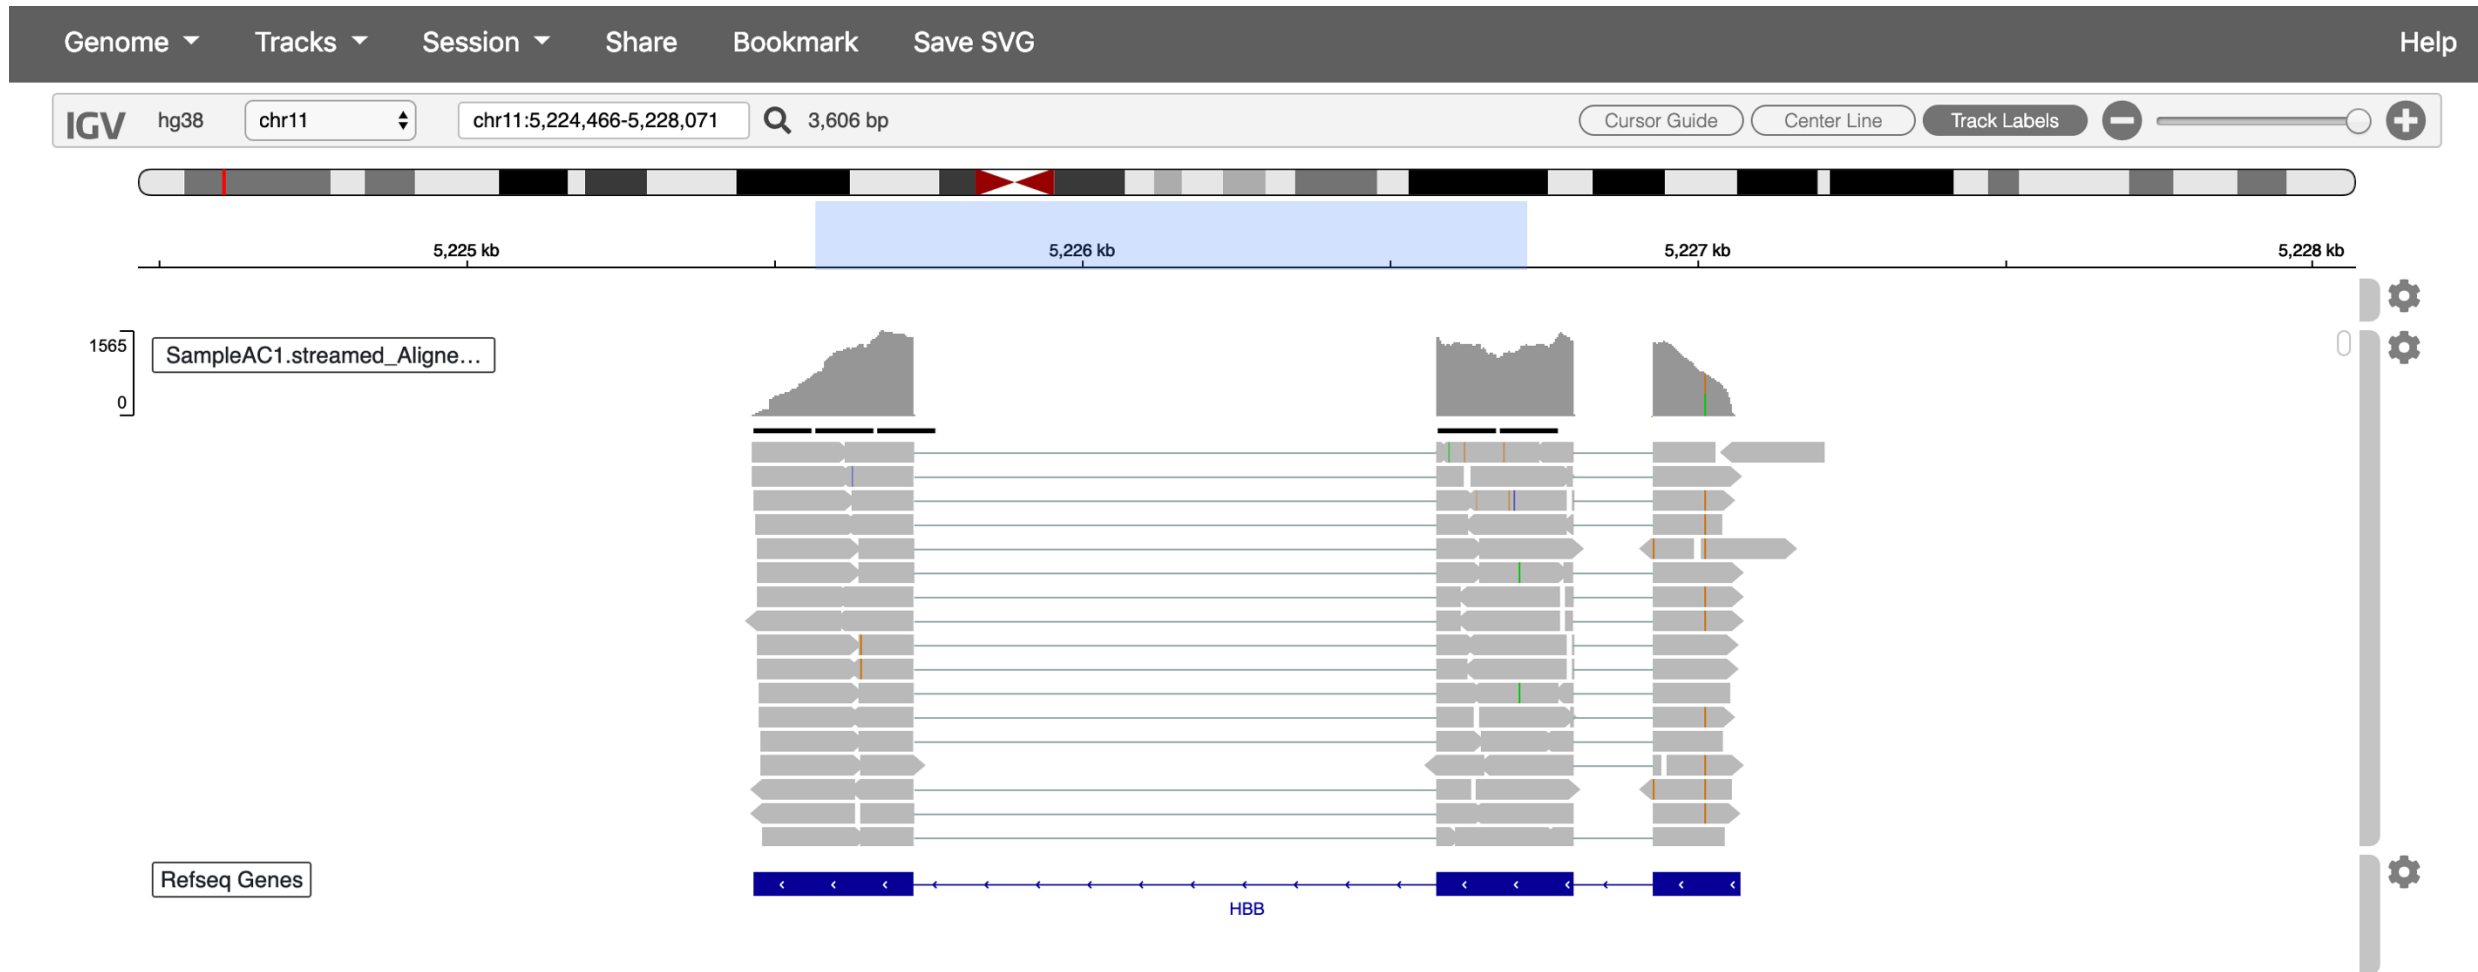 Genome Tracks Session Share Bookmark Save SVG Help
IGV hg38 chr11 chr11:5,224,466-5,228,071 3,606 bp Cursor Guide Center Line Track Labels
5,225 kb 5,226 kb 5,227 kb 5,228 kb
1565
SampleAC1.streamed_Aligne...
0
Refseq Genes
HBB